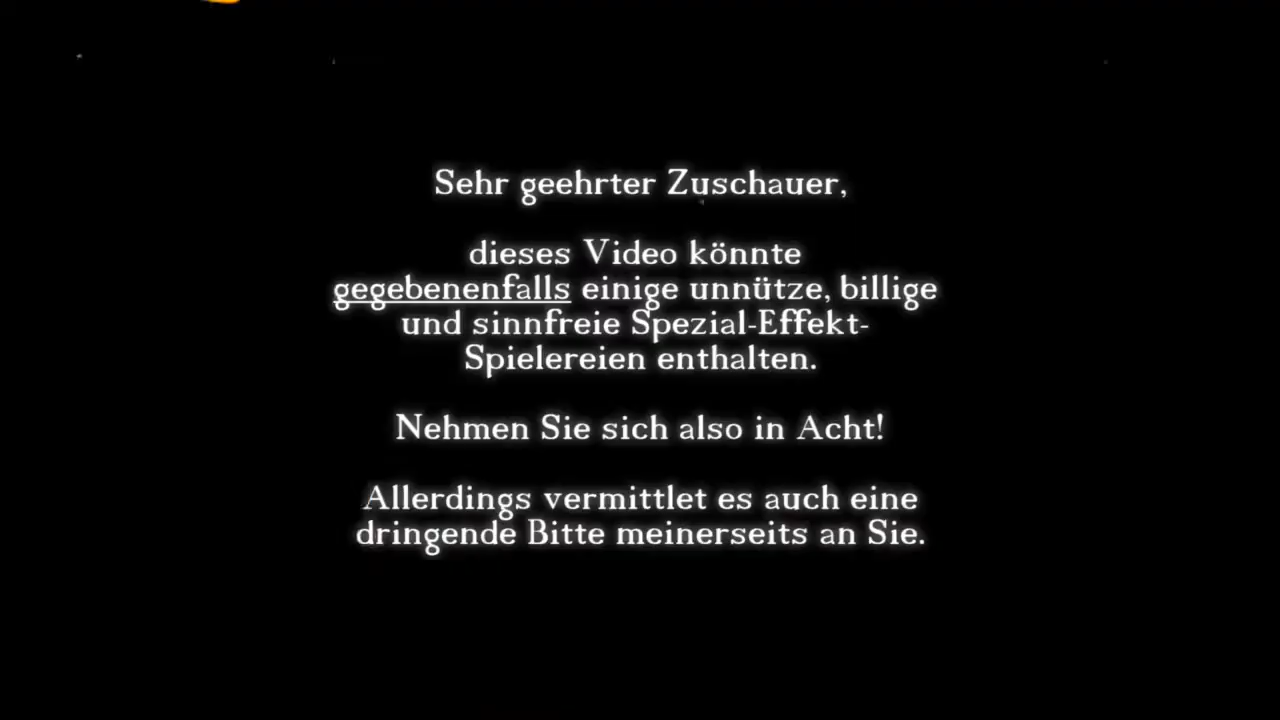 Sehr geehrter Zuschauer,
dieses Video könnte
gegebenenfalls einige unnütze, billige
und sinnfreie Spezial-Effekt-
Spielereien enthalten.
Nehmen Sie sich also in Acht!
Allerdings vermittlet es auch eine
dringende Bitte meinerseits an Sie.